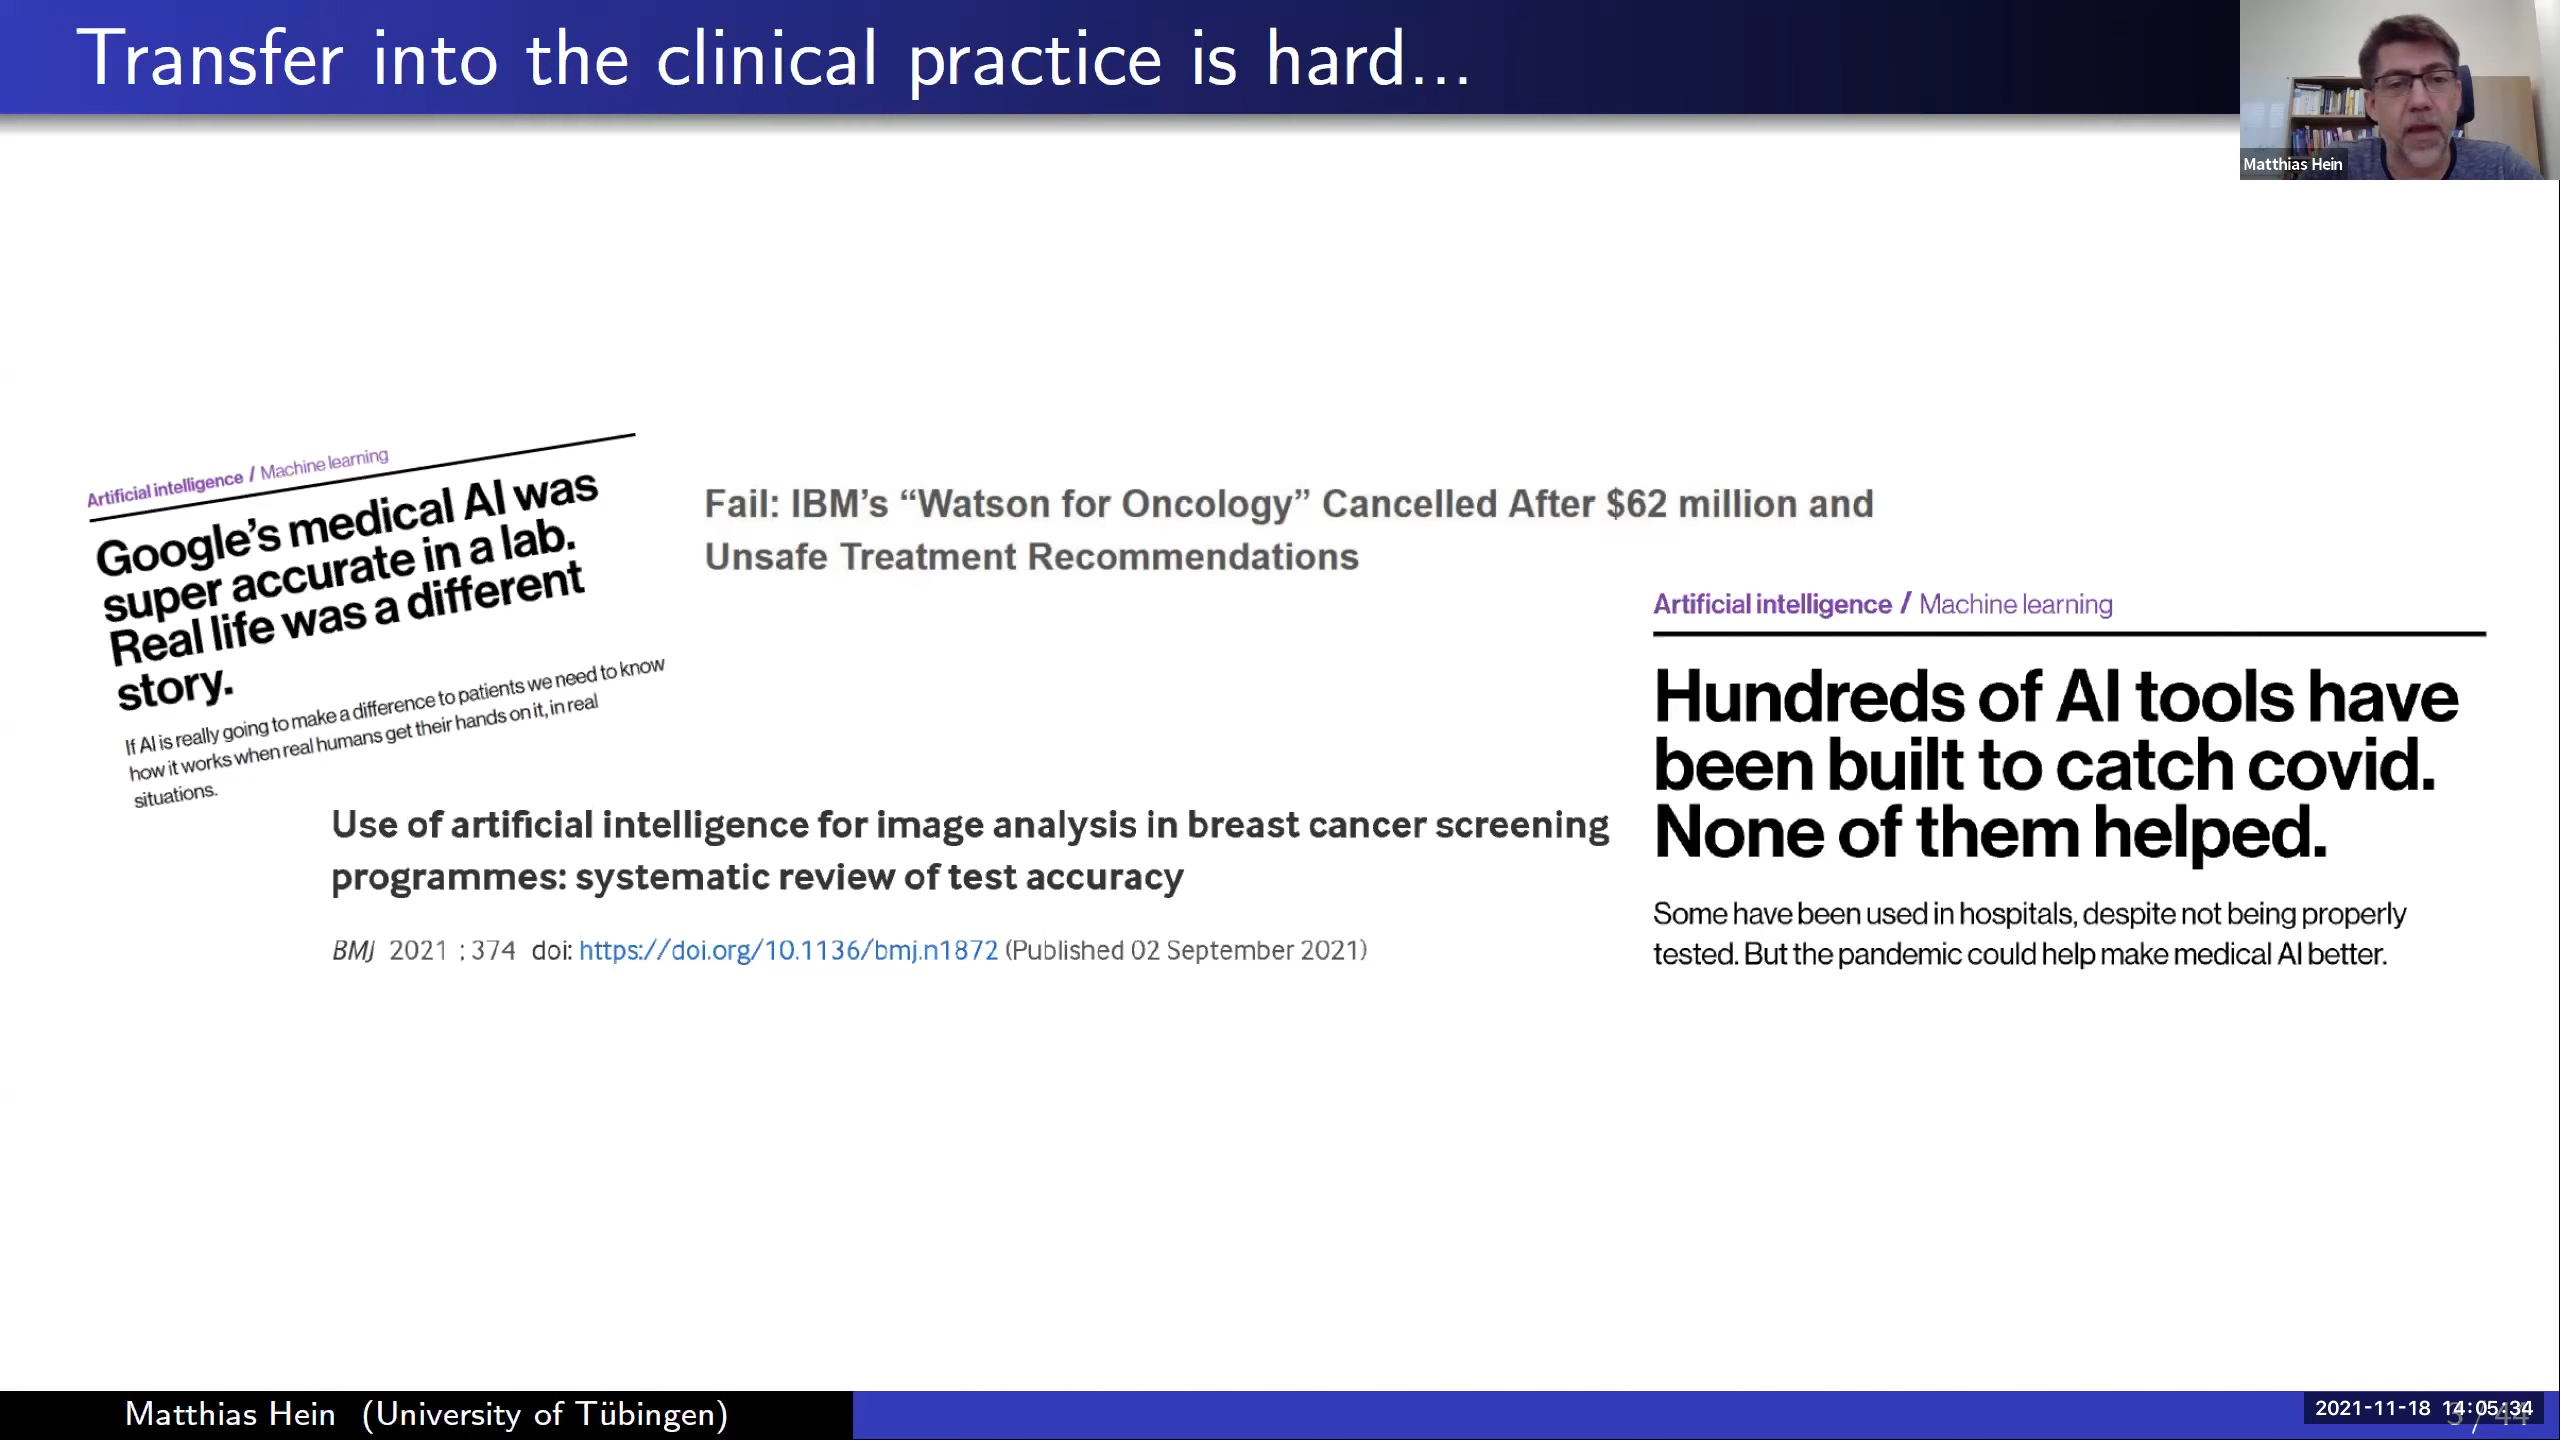 Transfer into the clinical practice is hard...
Matthias Hein
Artificial intelligence / Machine learning
Google's medical AI was
super accurate in a lab.
Real life was a different
story.
If AI is really going to make a difference to patients we need to know
how it works when real humans get their hands on it, in real
situations.
Fail: IBM's “Watson for Oncology” Cancelled After $62 million and
Unsafe Treatment Recommendations
Use of artificial intelligence for image analysis in breast cancer screening
programmes: systematic review of test accuracy
BMJ 2021 ; 374 doi: https://doi.org/10.1136/bmj.n1872 (Published 02 September 2021)
Artificial intelligence / Machine learning
Hundreds of AI tools have
been built to catch covid.
None of them helped.
Some have been used in hospitals, despite not being properly
tested. But the pandemic could help make medical AI better.
Matthias Hein (University of Tübingen)
2021-11-18 14:05:34
3 / 44